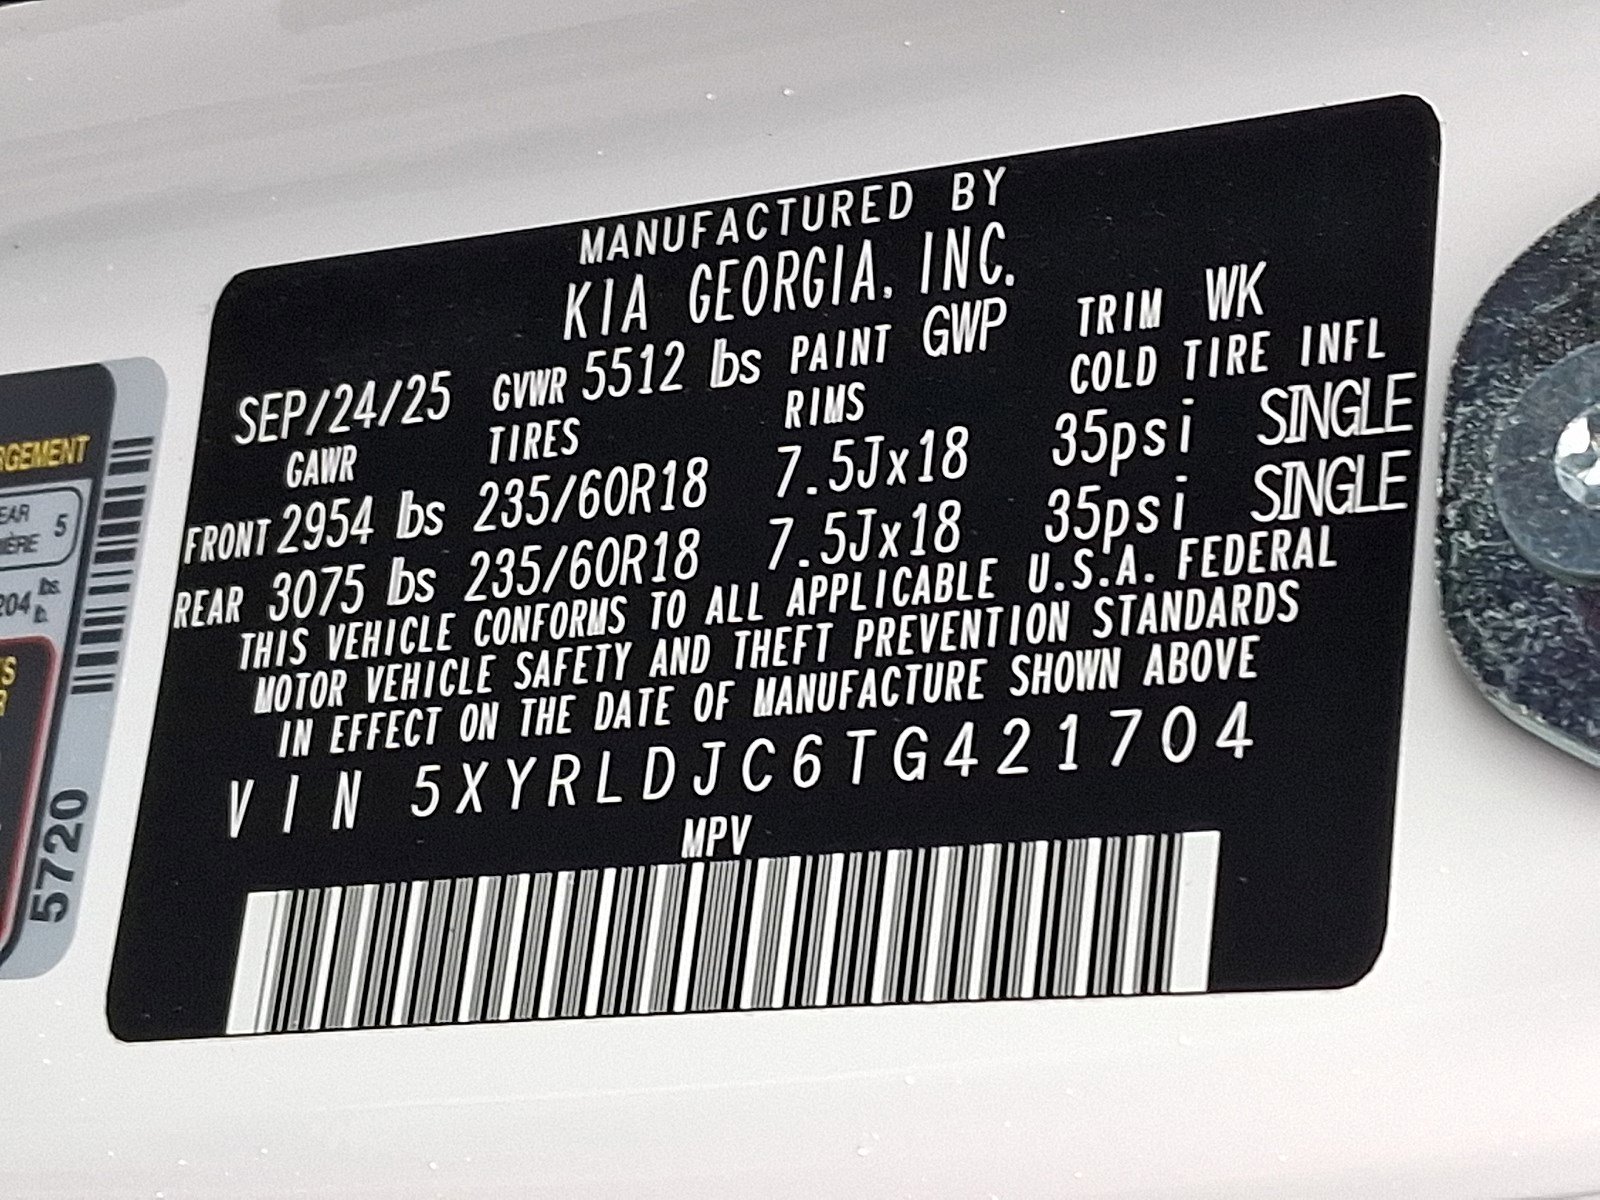 MANUFACTURED BY
KIA GEORGIA, INC.
SEP/24/25 GVWR 5512 lbs PAINT GWP TRIM WK
GAWR TIRES RIMS COLD TIRE INFL
FRONT 2954 lbs 235/60R18 7.5Jx18 35psi SINGLE
REAR 3075 lbs 235/60R18 7.5Jx18 35psi SINGLE
THIS VEHICLE CONFORMS TO ALL APPLICABLE U.S.A. FEDERAL
MOTOR VEHICLE SAFETY AND THEFT PREVENTION STANDARDS
IN EFFECT ON THE DATE OF MANUFACTURE SHOWN ABOVE
VIN 5XYRLDJC6TG421704
MPV
5
lbs.
5720